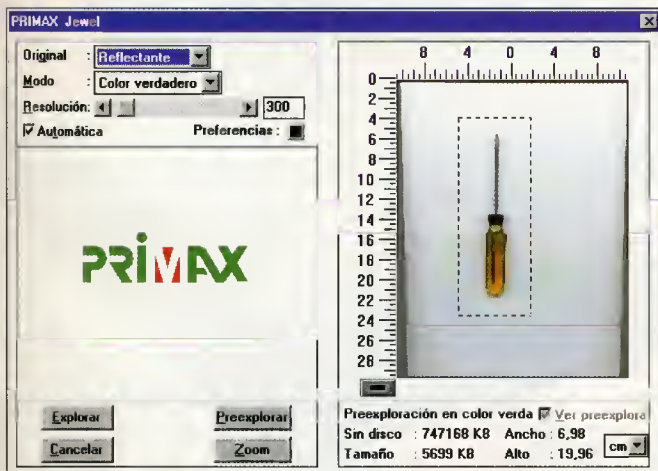 PRIMAX Jewel
Original : Reflectante
Modo : Color verdadero
Resolución: 300
Automática Preferencias :
PRIMAX
Explorar Preexplorar
Cancelar Zoom
8 4 0 4 8
0
2
4
6
8
10
12
14
16
18
20
22
24
26
28
Preexploración en color verda Ver preexplora
Sin disco : 747168 KB Ancho : 6,98
Tamaño : 5699 KB Alto : 19,96 cm